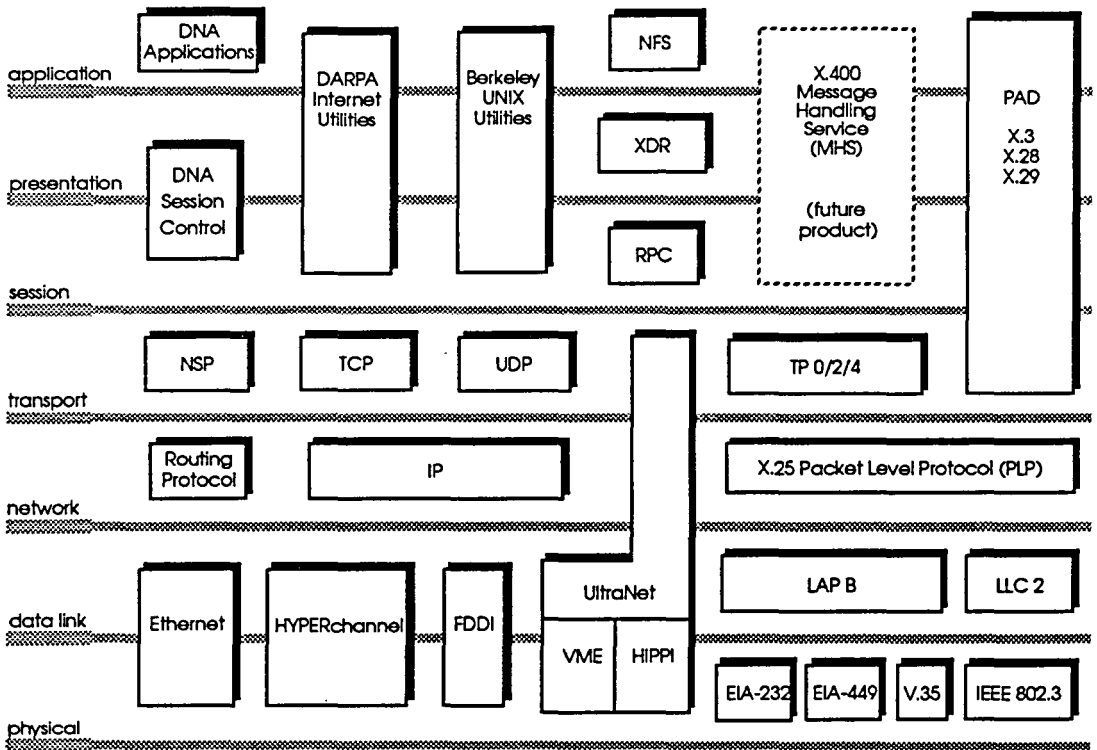 DNA
Applications
application
DARPA
Internet
Utilities
Berkeley
UNIX
Utilities
NFS
X.400
Message
Handling
Service
(MHS)
(future
product)
PAD
X.3
X.28
X.29
XDR
presentation
DNA
Session
Control
RPC
session
NSP
TCP
UDP
TP 0/2/4
transport
Routing
Protocol
IP
X.25 Packet Level Protocol (PLP)
network
UltraNet
LAP B
LLC 2
data link
Ethernet
HYPERchannel
FDDI
VME
HIPPI
EIA-232
EIA-449
V.35
IEEE 802.3
physical